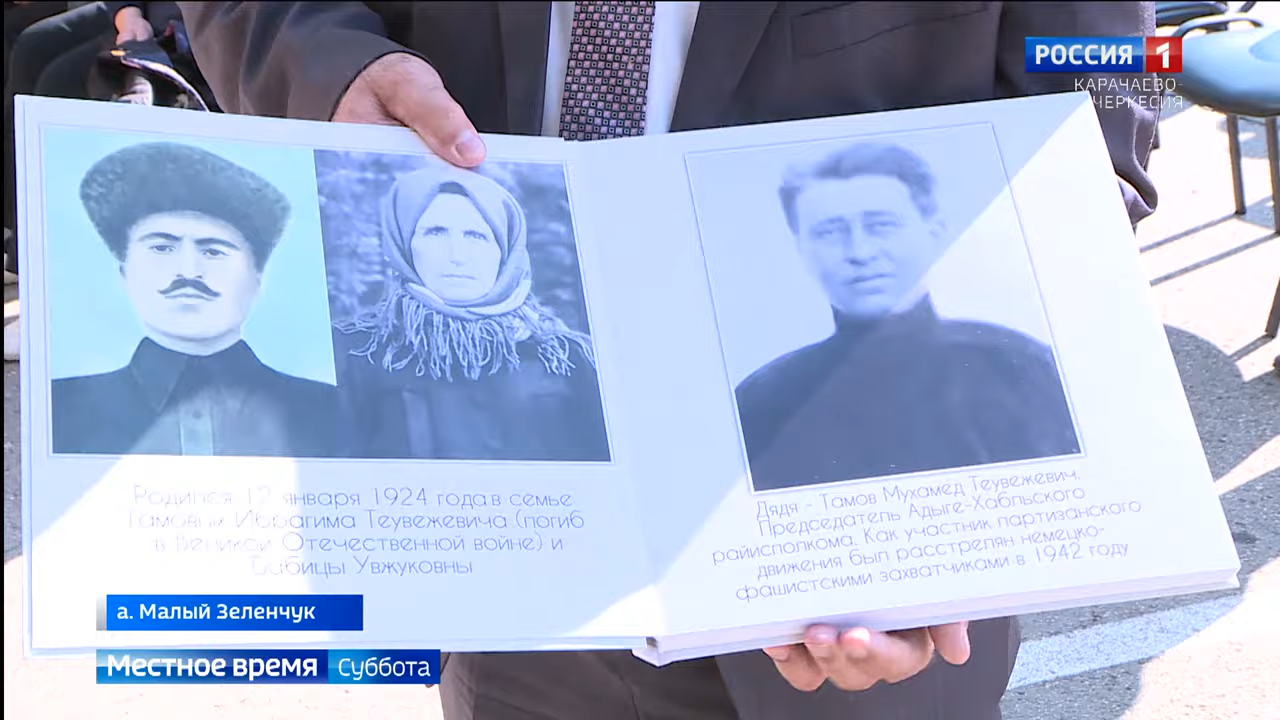 РОССИЯ 1
КАРАЧАЕВО-
ЧЕРКЕСИЯ
Родился 12 января 1924 года в семье
Тамовых Ибрагима Теувежевича (погиб
в Великой Отечественной войне) и
Бабицы Увжуковны
Дядя - Тамов Мухамед Теувежевич.
Председатель Адыге-Хабльского
райисполкома. Как участник партизанского
движения был расстрелян немецко-
фашистскими захватчиками в 1942 году
а. Малый Зеленчук
Местное время Суббота